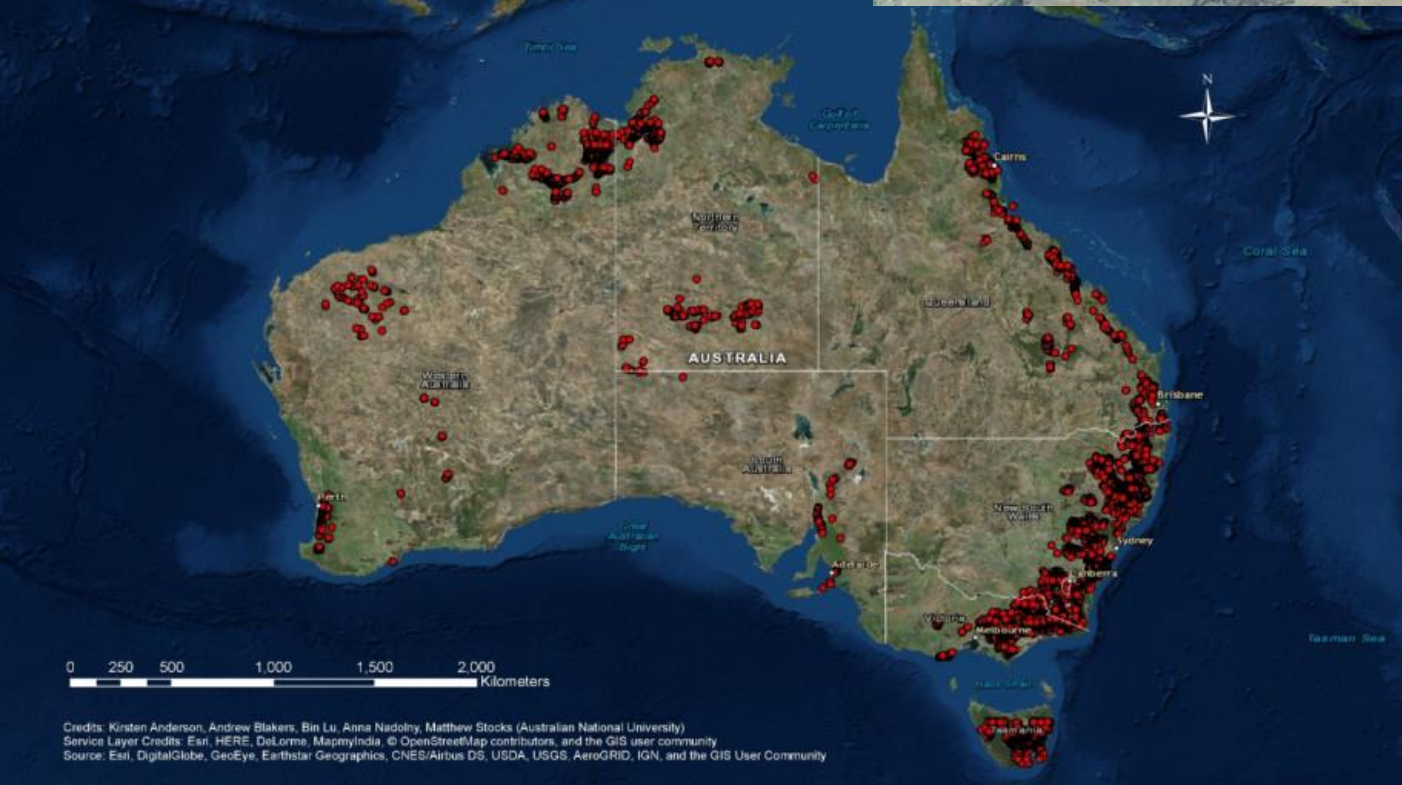 Timor Sea
N
Gulf of
Carpentaria
Cairns
Northern
Territory
Coral Sea
Queensland
AUSTRALIA
Western
Australia
Brisbane
South
Australia
Perth
New South
Wales
Great
Australian
Bight
Sydney
Adelaide
Canberra
Victoria
Melbourne
Tasman Sea
0 250 500 1,000 1,500 2,000
Kilometers
Bass Strait
Tasmania
Credits: Kirsten Anderson, Andrew Blakers, Bin Lu, Anna Nadolny, Matthew Stocks (Australian National University)
Service Layer Credits: Esri, HERE, DeLorme, MapmyIndia, © OpenStreetMap contributors, and the GIS user community
Source: Esri, DigitalGlobe, GeoEye, Earthstar Geographics, CNES/Airbus DS, USDA, USGS, AeroGRID, IGN, and the GIS User Community